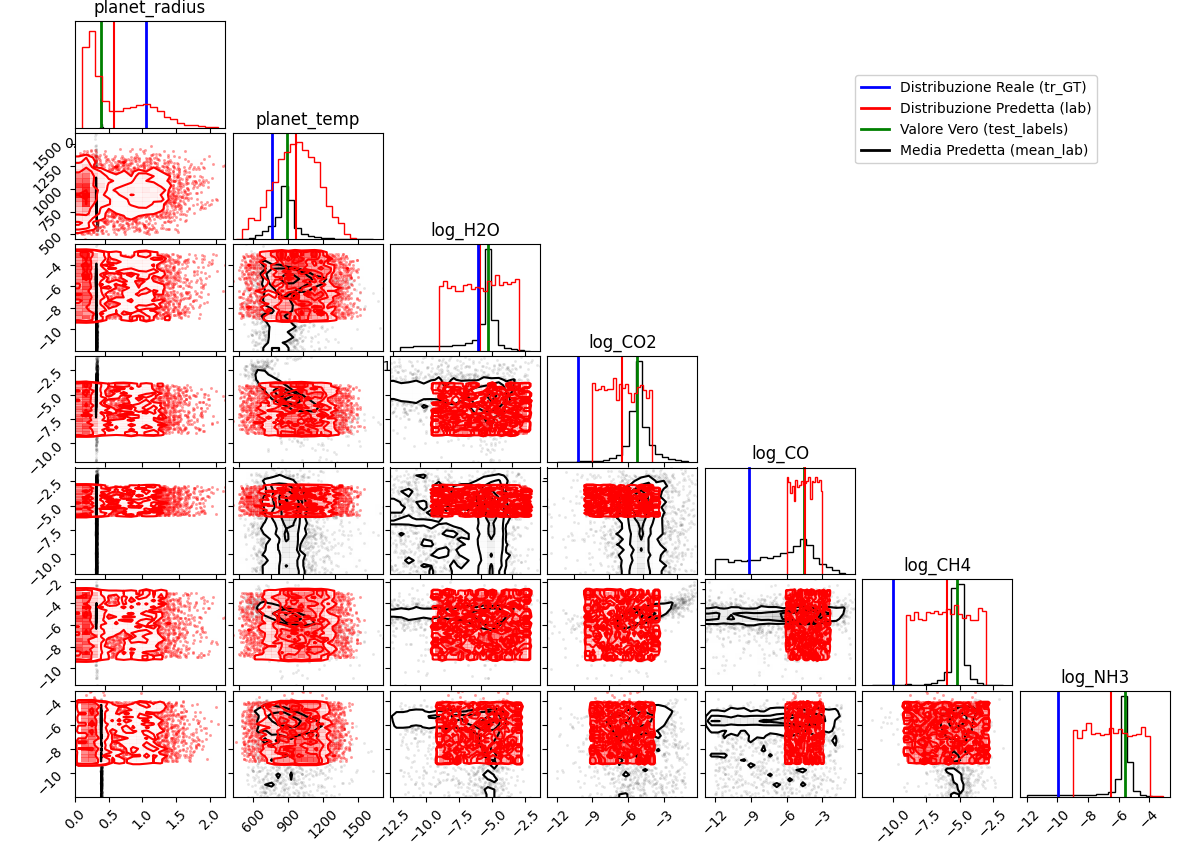 planet_radius
Distribuzione Reale (tr_GT)
Distribuzione Predetta (lab)
Valore Vero (test_labels)
Media Predetta (mean_lab)
planet_temp
0
1500
1250
1000
750
500
log_H2O
−4
−6
−8
−10
log_CO2
1
−2.5
−5.0
−7.5
−10.0
log_CO
−2.5
−5.0
−7.5
−10.0
log_CH4
−2
−4
−6
−8
−10
log_NH3
−4
−6
−8
−10
0.0 0.5 1.0 1.5 2.0 600 900 1200 1500 −12.5 −10.0 −7.5 −5.0 −2.5 −12 −9 −6 −3 −12 −9 −6 −3 −10.0 −7.5 −5.0 −2.5 −12 −10 −8 −6 −4